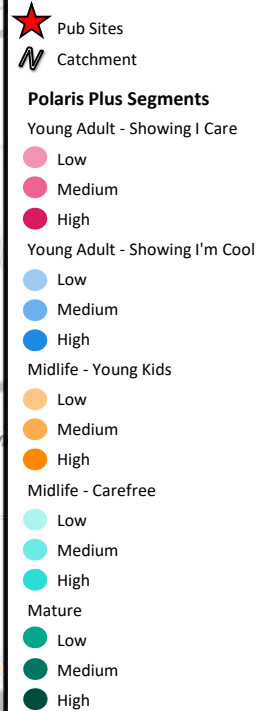 Pub Sites
Catchment
Polaris Plus Segments
Young Adult - Showing I Care
Low
Medium
High
Young Adult - Showing I'm Cool
Low
Medium
High
Midlife - Young Kids
Low
Medium
High
Midlife - Carefree
Low
Medium
High
Mature
Low
Medium
High